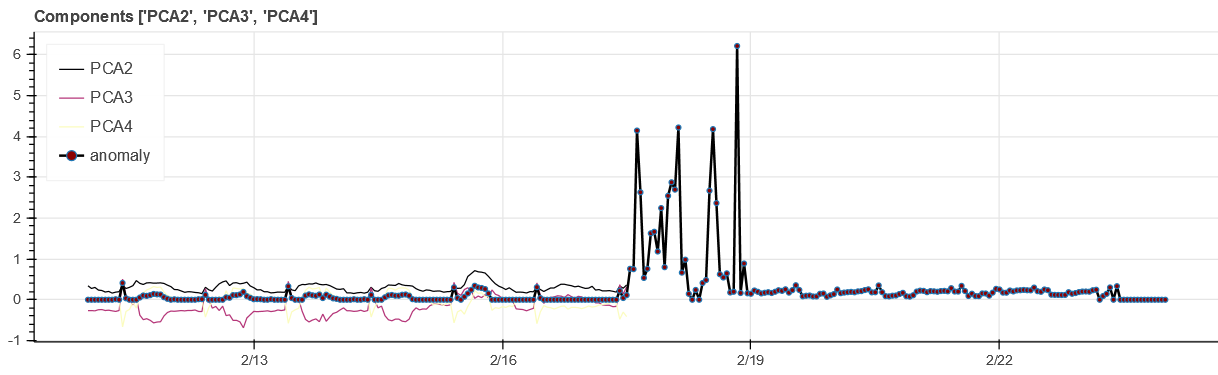 Components ['PCA2', 'PCA3', 'PCA4']
PCA2
PCA3
PCA4
anomaly
6
5
4
3
2
1
0
-1
2/13 2/16 2/19 2/22